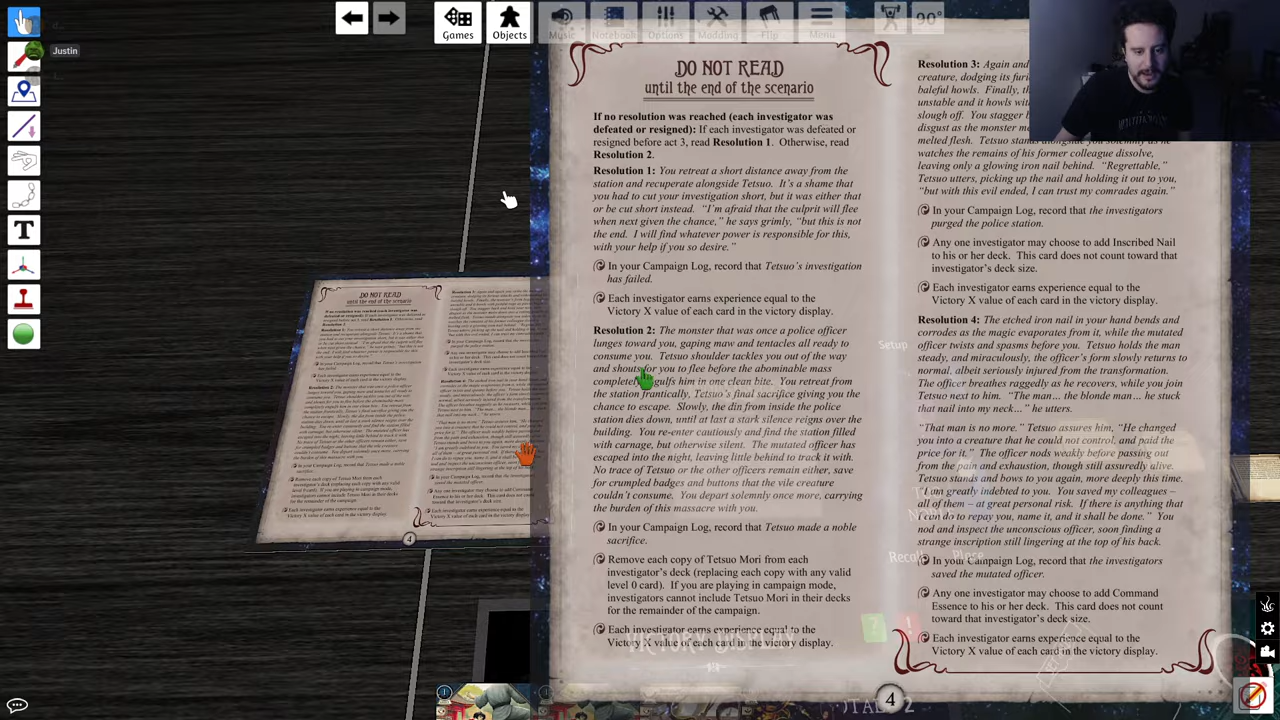 Justin
Games
Objects
Music
Notebook
Options
Modding
Flip
Menu
90°
DO NOT READ
until the end of the scenario
If no resolution was reached (each investigator was
defeated or resigned): If each investigator was defeated or
resigned before act 3, read Resolution 1. Otherwise, read
Resolution 2.
Resolution 1: You retreat a short distance away from the
station and recuperate alongside Tetsuo. It's a shame that
you had to cut your investigation short, but it was either that
or be cut short instead. "I'm afraid that the culprit will flee
when next given the chance," he says grimly, "but this is not
the end. I will find whatever power is responsible for this,
with your help if you so desire."
In your Campaign Log, record that Tetsuo's investigation
has failed.
Each investigator earns experience equal to the
Victory X value of each card in the victory display.
Resolution 2: The monster that was once a police officer
lunges toward you, gaping maw and tentacles all ready to
consume you. Tetsuo shoulder tackles you out of the way
and shouts for you to flee before the abominable mass
completely engulfs him in one clean bite. You retreat from
the station frantically, Tetsuo's final sacrifice giving you the
chance to escape. Slowly, the din from inside the police
station dies down, until at last a stark silence reigns over the
building. You re-enter cautiously and find the station filled
with carnage, but otherwise silent. The mutated officer has
escaped into the night, leaving little behind to track it with.
No trace of Tetsuo or the other officers remain either, save
for crumpled badges and buttons that the vile creature
couldn't consume. You depart solemnly once more, carrying
the burden of this massacre with you.
In your Campaign Log, record that Tetsuo made a noble
sacrifice.
Remove each copy of Tetsuo Mori from each
investigator's deck (replacing each copy with any valid
level 0 card). If you are playing in campaign mode,
investigators cannot include Tetsuo Mori in their decks
for the remainder of the campaign.
Each investigator earns experience equal to the
Victory X value of each card in the victory display.
Resolution 3: Again and
creature, dodging its furi
baleful howls. Finally, th
unstable and it howls wit
slough off. You stagger b
disgust as the monster m
melted flesh. Tetsuo stands alongside you solemnly as he
watches the remains of his former colleague dissolve,
leaving only a glowing iron nail behind. "Regrettable,"
Tetsuo utters, picking up the nail and holding it out to you,
"but with this evil ended, I can trust my comrades again."
In your Campaign Log, record that the investigators
purged the police station.
Any one investigator may choose to add Inscribed Nail
to his or her deck. This card does not count toward that
investigator's deck size.
Each investigator earns experience equal to the
Victory X value of each card in the victory display.
Resolution 4: The etched iron nail in your hand bends and
corrodes as the magic evaporates from it, while the mutated
officer twists and spasms before you. Tetsuo holds the man
steady, and miraculously, the officer's form slowly returns to
normal, albeit seriously injured from the transformation.
The officer breathes raggedly as he recovers, while you join
Tetsuo next to him. "The man… the blonde man… he stuck
that nail into my neck…" he utters.
"That man is no more." Tetsuo assures him, "He changed
you into a creature that he could not control, and paid the
price for it." The officer nods weakly before passing out
from the pain and exhaustion, though still assuredly alive.
Tetsuo stands and bows to you again, more deeply this time.
"I am greatly indebted to you. You saved my colleagues –
all of them – at great personal risk. If there is anything that
I can do to repay you, name it, and it shall be done." You
nod and inspect the unconscious officer, soon finding a
strange inscription still lingering at the top of his back.
In your Campaign Log, record that the investigators
saved the mutated officer.
Any one investigator may choose to add Command
Essence to his or her deck. This card does not count
toward that investigator's deck size.
Each investigator earns experience equal to the
Victory X value of each card in the victory display.
4
Setup
Place
VICTORY DISPLAY
DO NOT READ
until the end of the scenario
4